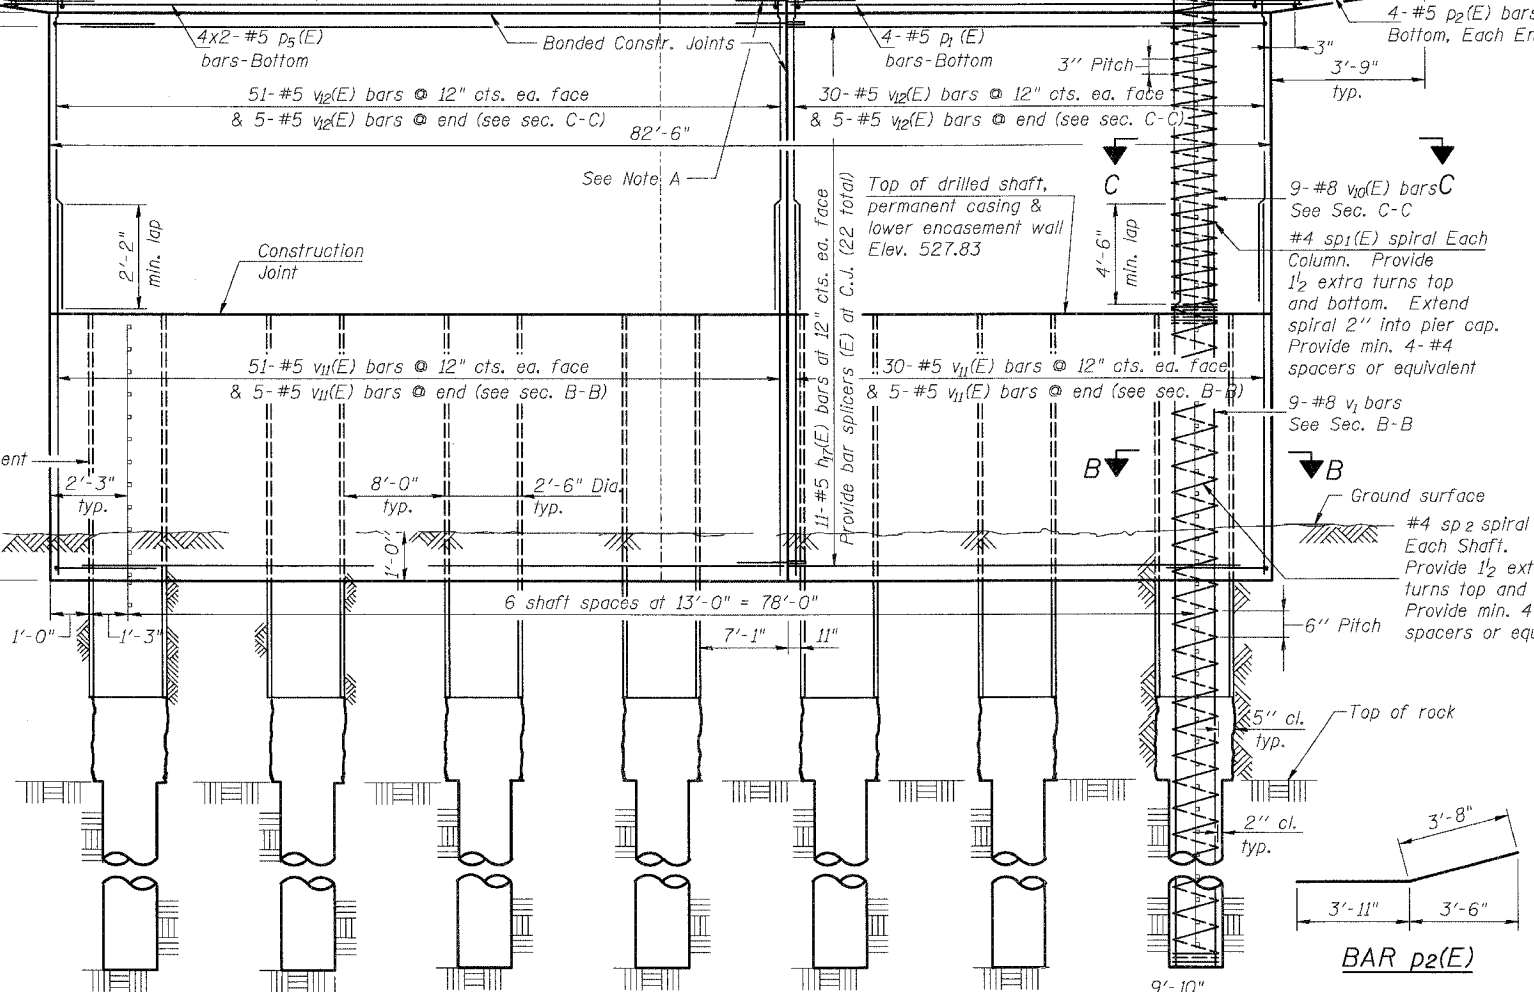 4x2-#5 p5(E)
bars-Bottom
Bonded Constr. Joints
4-#5 p1(E)
bars-Bottom
3" Pitch
4-#5 p2(E) bars
Bottom, Each
3"
3'-9"
typ.
51-#5 v12(E) bars @ 12" cts. ea. face
& 5-#5 v12(E) bars @ end (see sec. C-C)
30-#5 v12(E) bars @ 12" cts. ea. face
& 5-#5 v12(E) bars @ end (see sec. C-C)
82'-6"
See Note A
C
C
Top of drilled shaft,
permanent casing &
lower encasement wall
Elev. 527.83
9-#8 v10(E) bars
See Sec. C-C
#4 sp1(E) spiral Each
Column. Provide
1½ extra turns top
and bottom. Extend
spiral 2" into pier cap.
Provide min. 4-#4
spacers or equivalent
2'-2"
min. lap
Construction
Joint
4'-6"
min. lap
11-#5 h17(E) bars at 12" cts. ea. face
Provide bar splicers (E) at C.J. (22 total)
51-#5 v11(E) bars @ 12" cts. ea. face
& 5-#5 v11(E) bars @ end (see sec. B-B)
30-#5 v11(E) bars @ 12" cts. ea. face
& 5-#5 v11(E) bars @ end (see sec. B-B)
9-#8 v1 bars
See Sec. B-B
B
B
ent
2'-3"
typ.
8'-0"
typ.
2'-6" Dia.
typ.
1'-0"
Ground surface
#4 sp2 spiral
Each Shaft.
Provide 1½
turns top and
Provide min. 4
spacers or
6 shaft spaces at 13'-0" = 78'-0"
1'-0"
1'-3"
7'-1"
11"
6" Pitch
5" cl.
typ.
Top of rock
2" cl.
typ.
3'-8"
3'-11"
3'-6"
BAR p2(E)
9'-10"